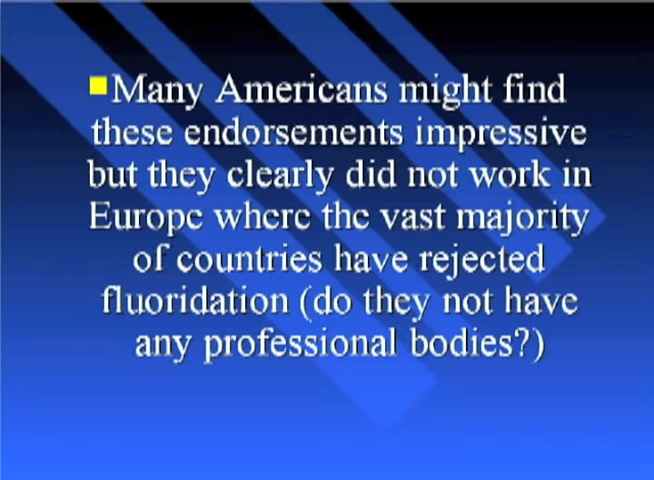 Many Americans might find
these endorsements impressive
but they clearly did not work in
Europe where the vast majority
of countries have rejected
fluoridation (do they not have
any professional bodies?)